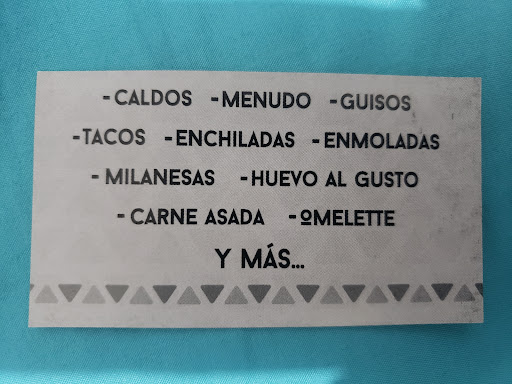 -CALDOS -MENUDO -GUISOS
-TACOS -ENCHILADAS -ENMOLADAS
-MILANESAS -HUEVO AL GUSTO
-CARNE ASADA -OMELETTE
Y MÁS...